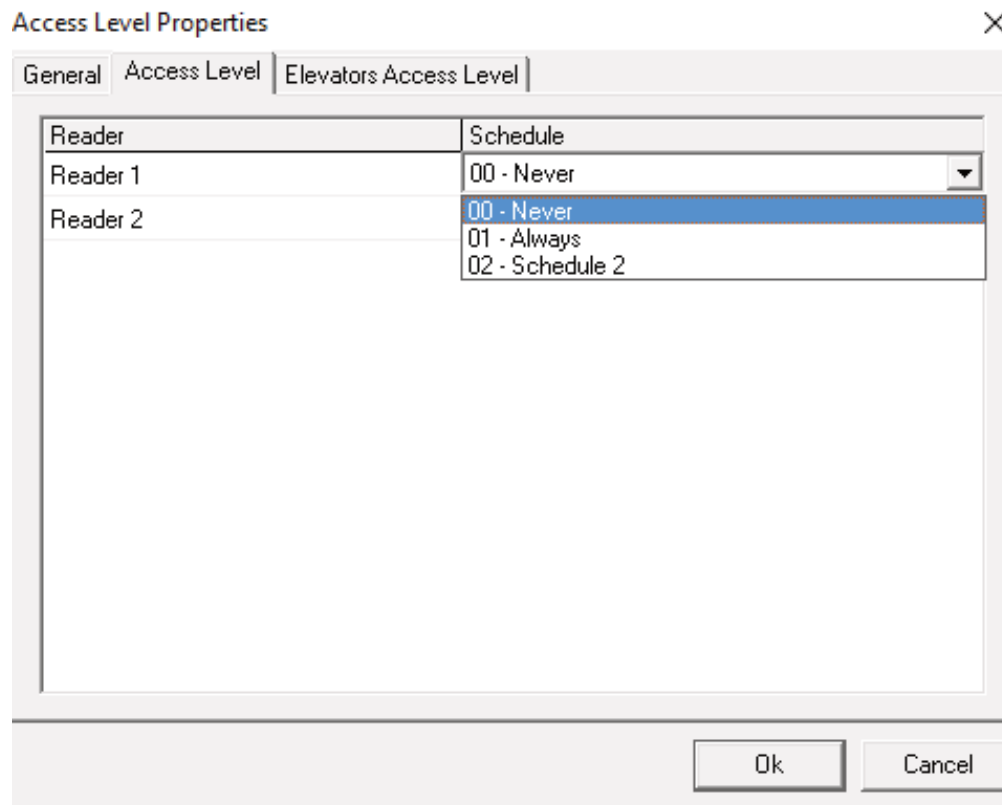 Access Level Properties
General Access Level Elevators Access Level
Reader Schedule
Reader 1 00 - Never
Reader 2 00 - Never
01 - Always
02 - Schedule 2
Ok Cancel